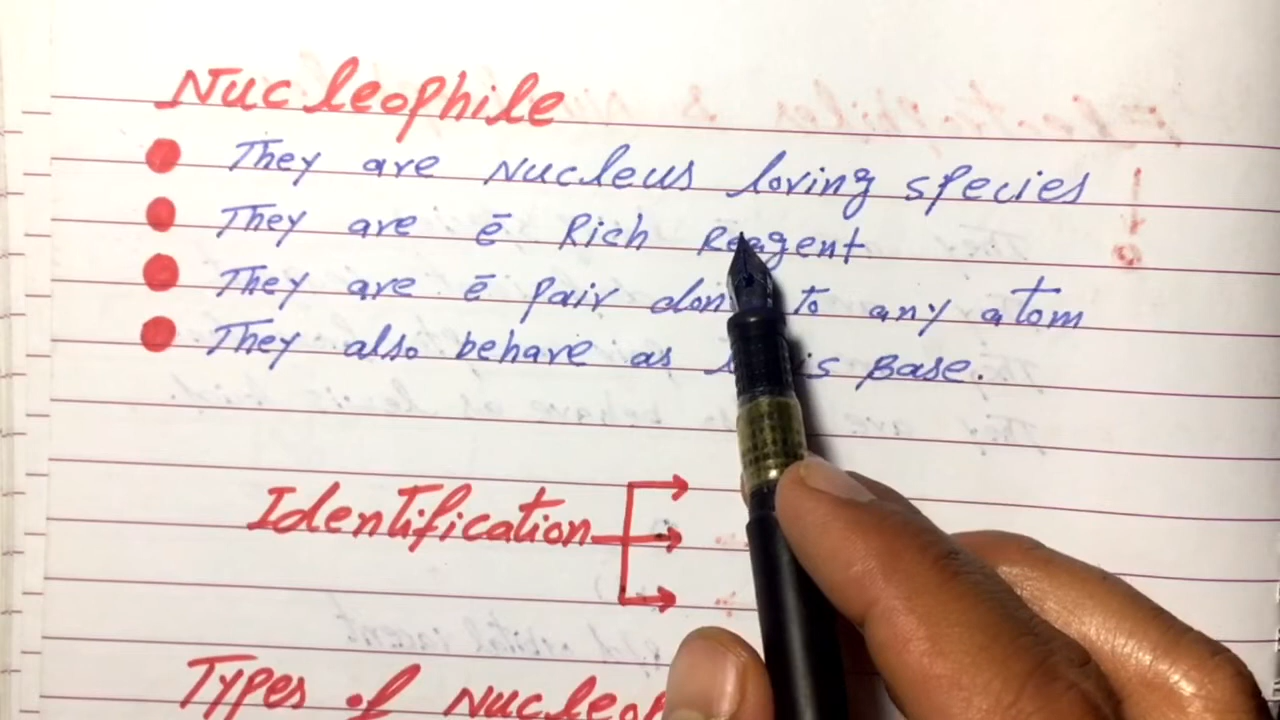 Nucleophile
They are Nucleus loving species
They are ē Rich Reagent
They are ē pair to any atom
They also behave as Base.
Identification
Types of